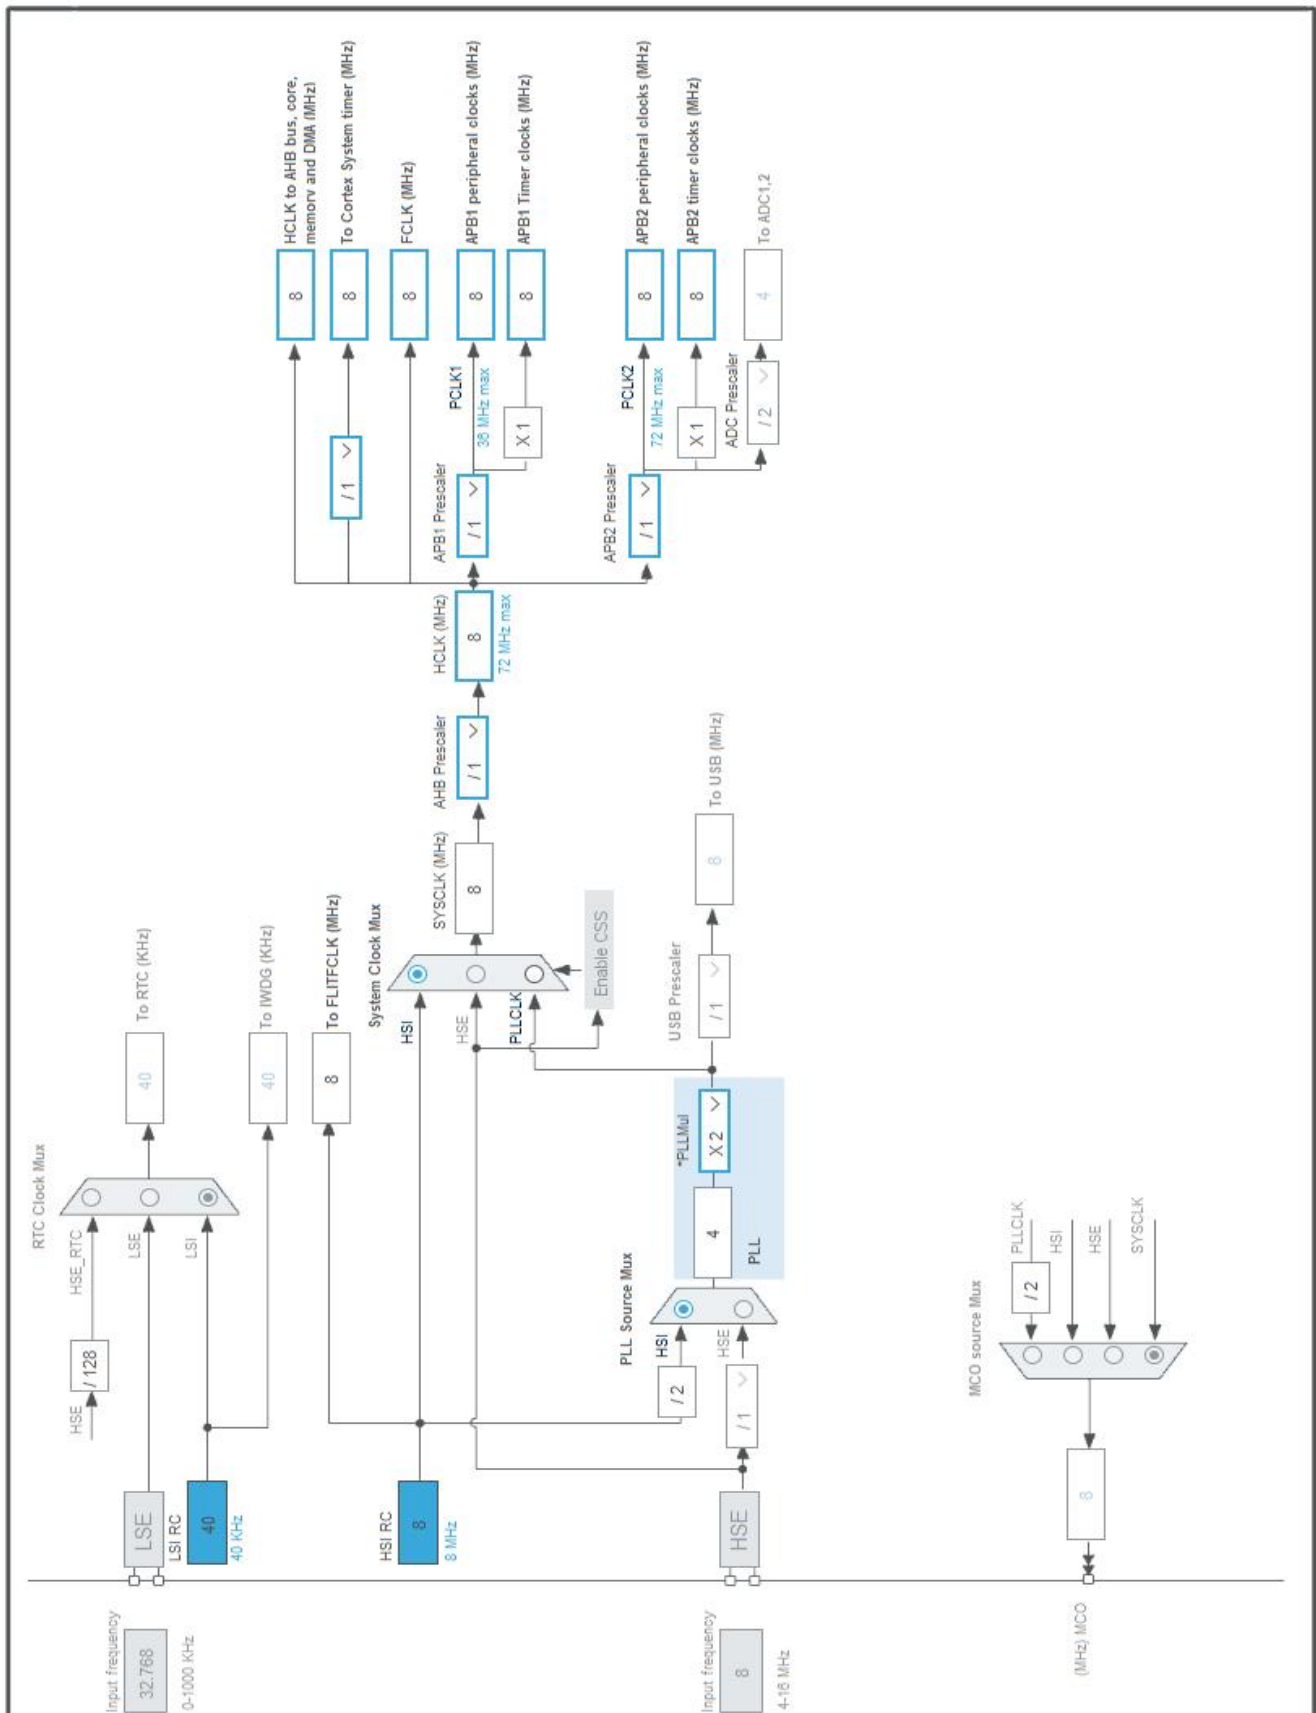 Input frequency
32.768
0-1000 KHz
LSE
LSI RC
40
40 KHz
HSE
/ 128
HSE_RTC
LSE
LSI
RTC Clock Mux
40
To RTC (KHz)
40
To IWDG (KHz)
8
To FLITFCLK (MHz)
HSI RC
8
8 MHz
HSI
HSE
PLLCLK
System Clock Mux
Enable CSS
SYSCLK (MHz)
8
AHB Prescaler
/ 1
HCLK (MHz)
8
72 MHz max
8
HCLK to AHB bus, core,
memory and DMA (MHz)
/ 1
8
To Cortex System timer (MHz)
8
FCLK (MHz)
APB1 Prescaler
/ 1
PCLK1
36 MHz max
8
APB1 peripheral clocks (MHz)
X 1
8
APB1 Timer clocks (MHz)
APB2 Prescaler
/ 1
PCLK2
72 MHz max
8
APB2 peripheral clocks (MHz)
X 1
8
APB2 timer clocks (MHz)
ADC Prescaler
/ 2
4
To ADC1,2
Input frequency
8
4-16 MHz
HSE
/ 2
/ 1
HSI
HSE
PLL Source Mux
4
*PLLMul
X 2
PLL
USB Prescaler
/ 1
8
To USB (MHz)
(MHz) MCO
8
MCO source Mux
/ 2
PLLCLK
HSI
HSE
SYSCLK